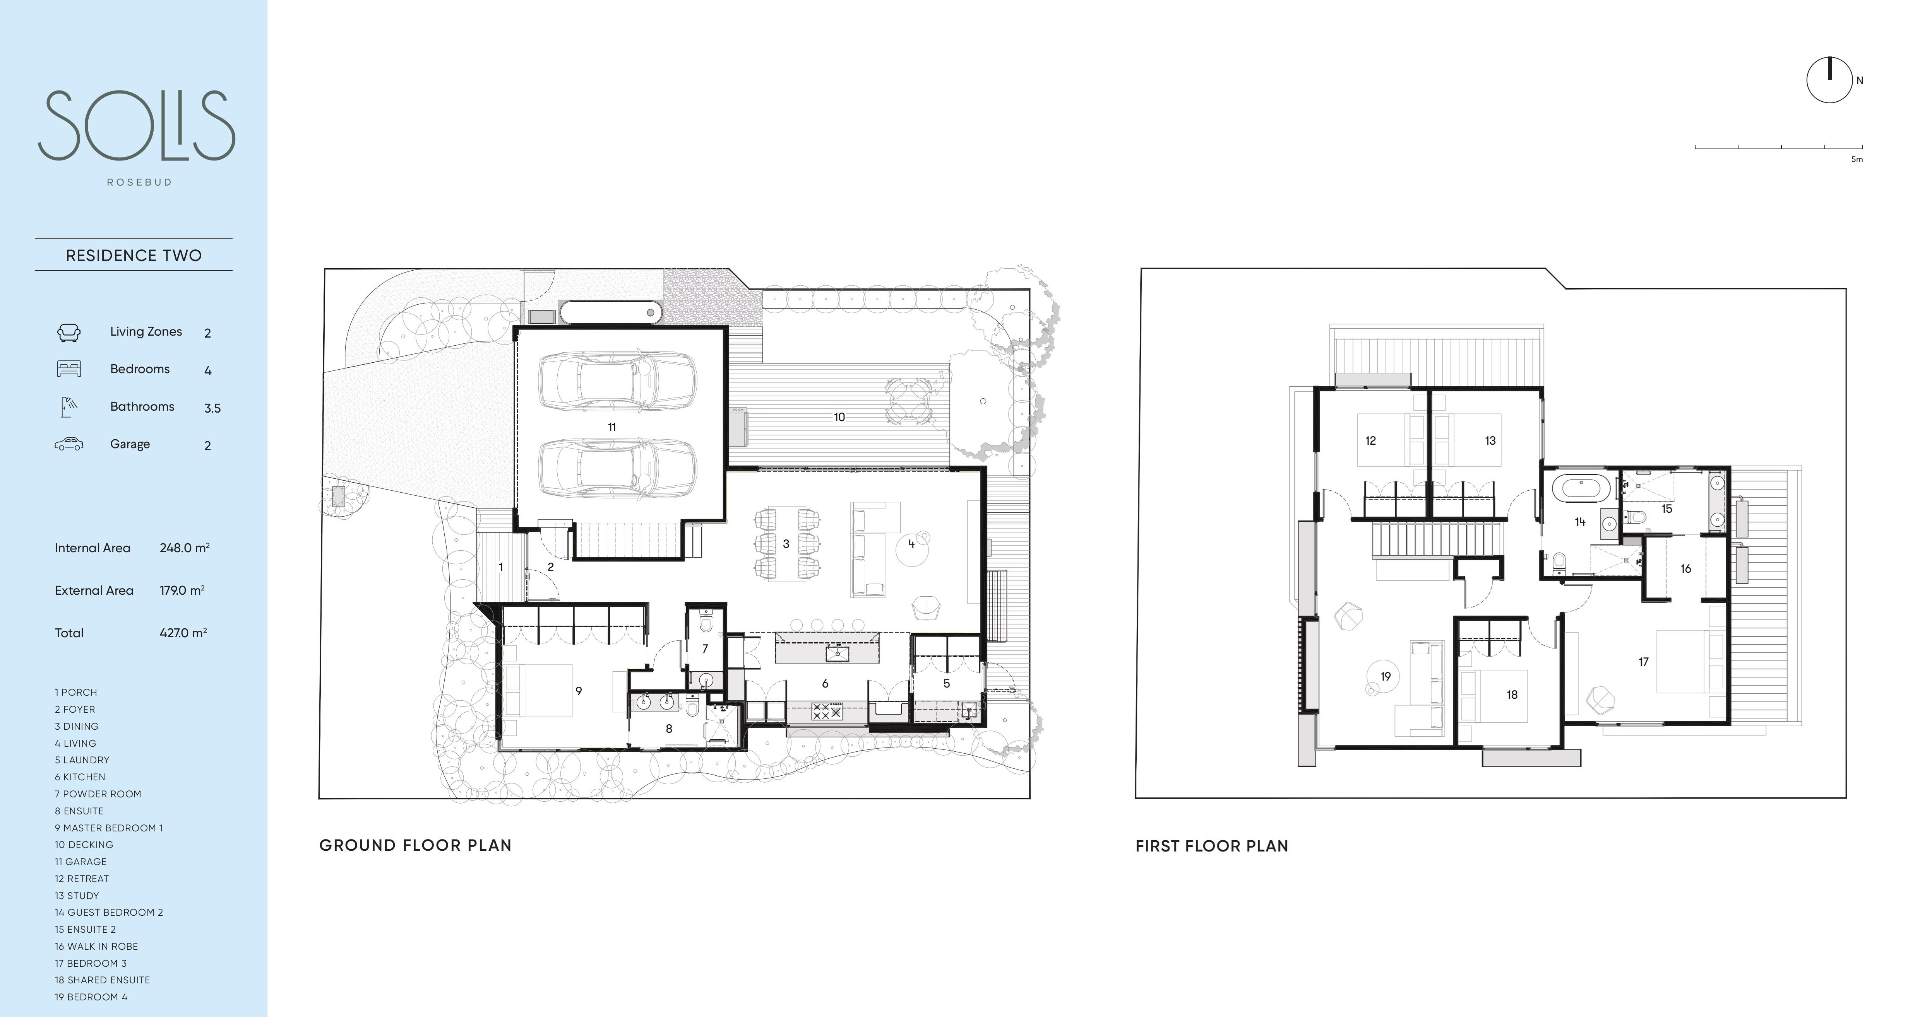 SOLIS
ROSEBUD
RESIDENCE TWO
Living Zones 2
Bedrooms 4
Bathrooms 3.5
Garage 2
Internal Area 248.0 m²
External Area 179.0 m²
Total 427.0 m²
1 PORCH
2 FOYER
3 DINING
4 LIVING
5 LAUNDRY
6 KITCHEN
7 POWDER ROOM
8 ENSUITE
9 MASTER BEDROOM 1
10 DECKING
11 GARAGE
12 RETREAT
13 STUDY
14 GUEST BEDROOM 2
15 ENSUITE 2
16 WALK IN ROBE
17 BEDROOM 3
18 SHARED ENSUITE
19 BEDROOM 4
11
10
1
2
3
4
9
7
6
5
8
GROUND FLOOR PLAN
N
5m
12
13
14
15
16
17
18
19
FIRST FLOOR PLAN